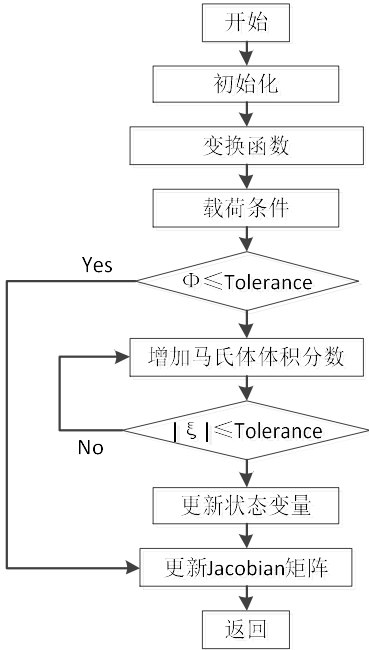 开始
初始化
变换函数
载荷条件
Yes
Φ≤Tolerance
增加马氏体体积分数
|ξ|≤Tolerance
No
更新状态变量
更新Jacobian矩阵
返回